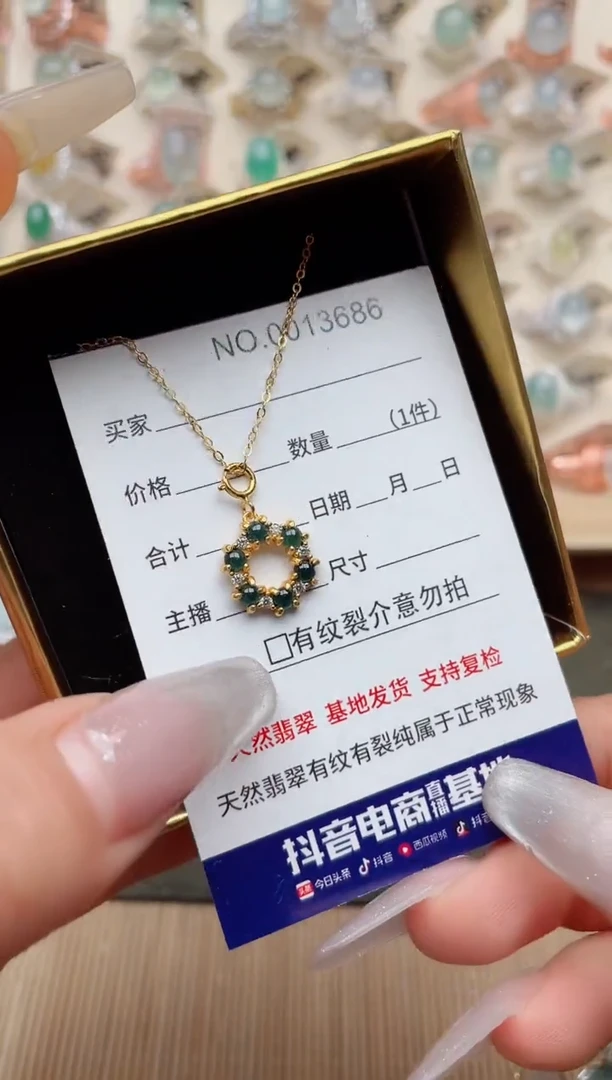 NO.0013686
买家
价格 数量 (1件)
合计 日期 月 日
主播 尺寸
□有纹裂介意勿拍
然翡翠 基地发货 支持复检
天然翡翠有纹有裂纯属于正常现象
抖音电商直播基地
头条 今日头条 抖音 西瓜视频 抖